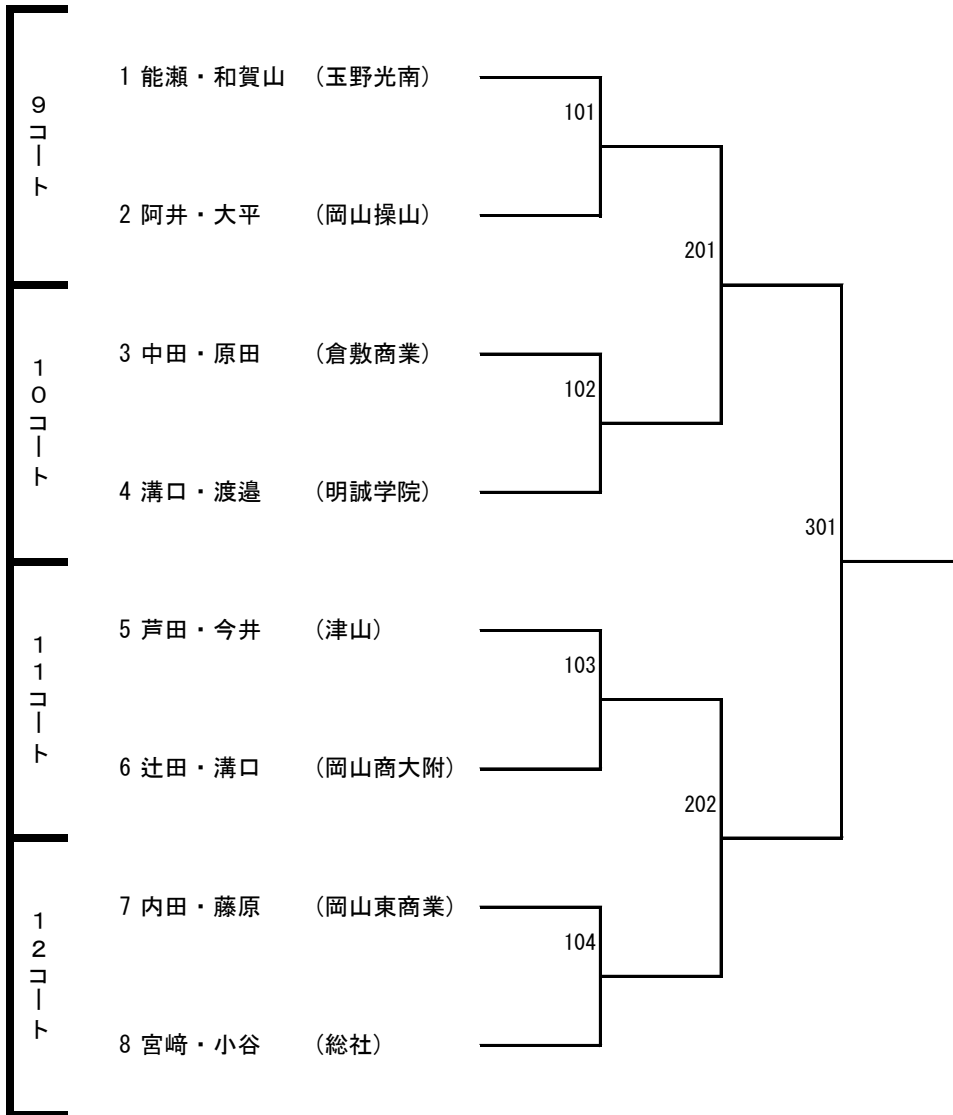 9コート
1 能瀬・和賀山 (玉野光南)
101
2 阿井・大平 (岡山操山)
201
10コート
3 中田・原田 (倉敷商業)
102
4 溝口・渡邉 (明誠学院)
301
11コート
5 芦田・今井 (津山)
103
6 辻田・溝口 (岡山商大附)
202
12コート
7 内田・藤原 (岡山東商業)
104
8 宮﨑・小谷 (総社)